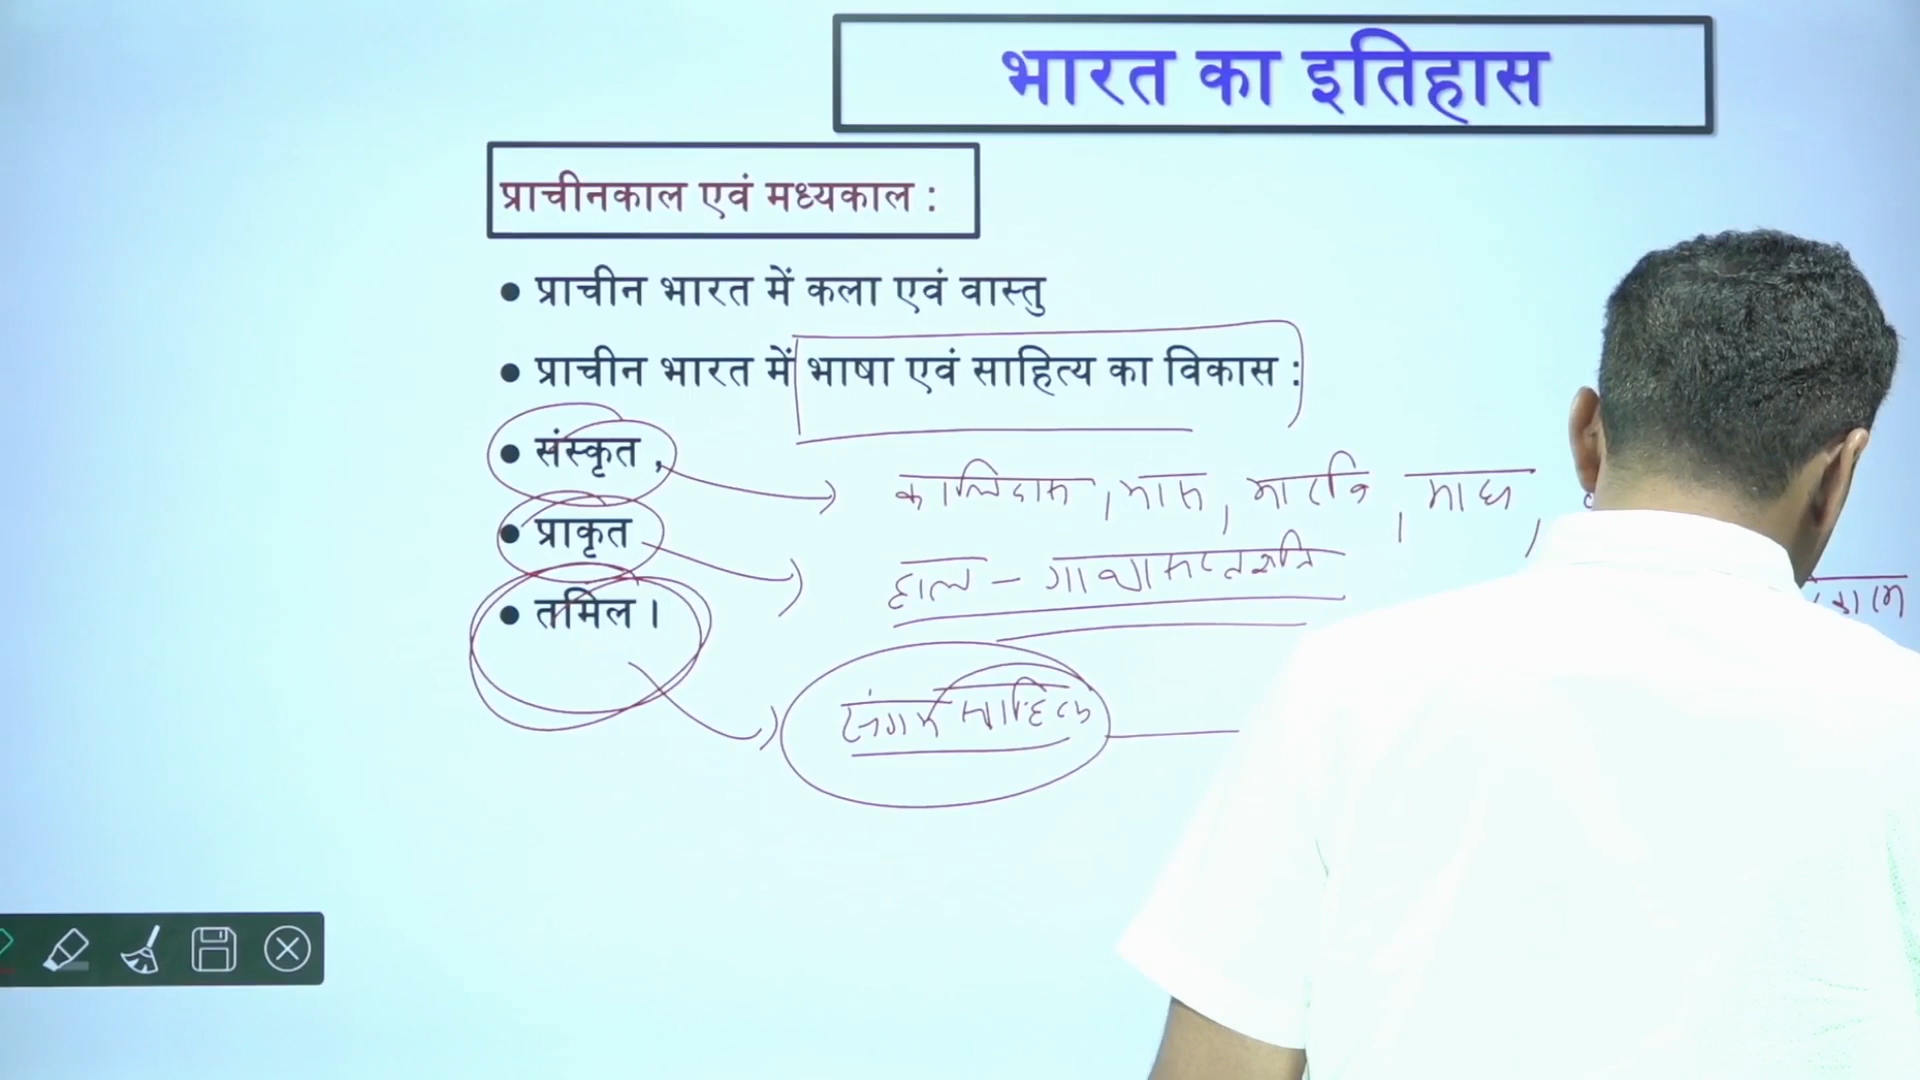 भारत का इतिहास
प्राचीनकाल एवं मध्यकाल :
• प्राचीन भारत में कला एवं वास्तु
• प्राचीन भारत में भाषा एवं साहित्य का विकास :
• संस्कृत , कालिदास , भास , भारवि , माघ ,
• प्राकृत हाल - गाथासप्तशति
• तमिल ।
संगम साहित्य